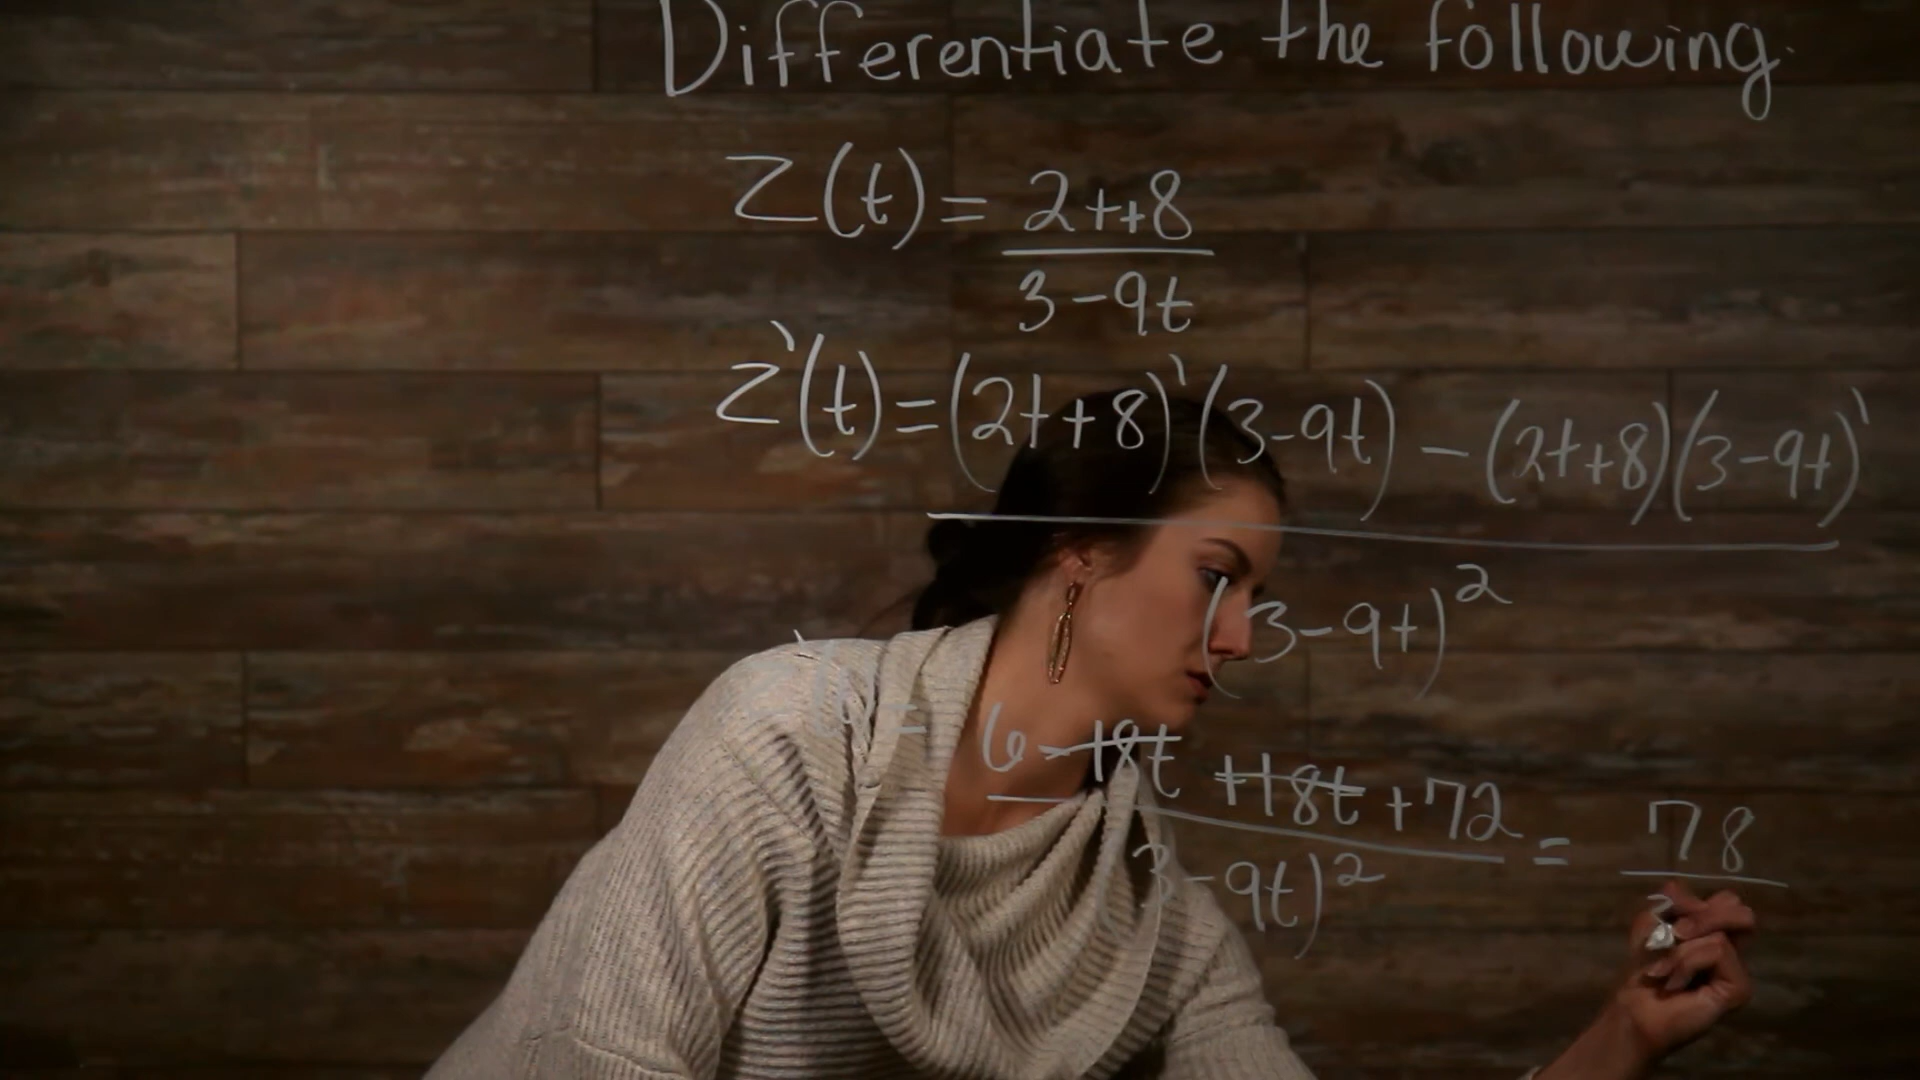 Differentiate the following.
Z(t) = 2t+8
3-9t
Z'(t) = (2t+8)'(3-9t) - (2t+8)(3-9t)'
(3-9t)²
Z'(t) = 6-18t+18t+72 = 78
(3-9t)² 3